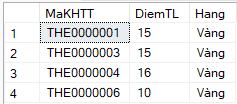 MaKHTT DiemTL Hang
1 THE0000001 15 Vàng
2 THE0000003 15 Vàng
3 THE0000004 16 Vàng
4 THE0000006 10 Vàng